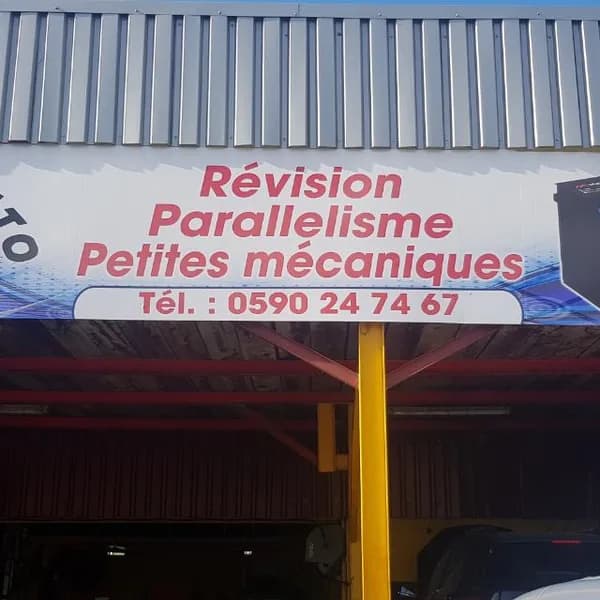 Révision
Parallelisme
Petites mécaniques
Tél. : 0590 24 74 67